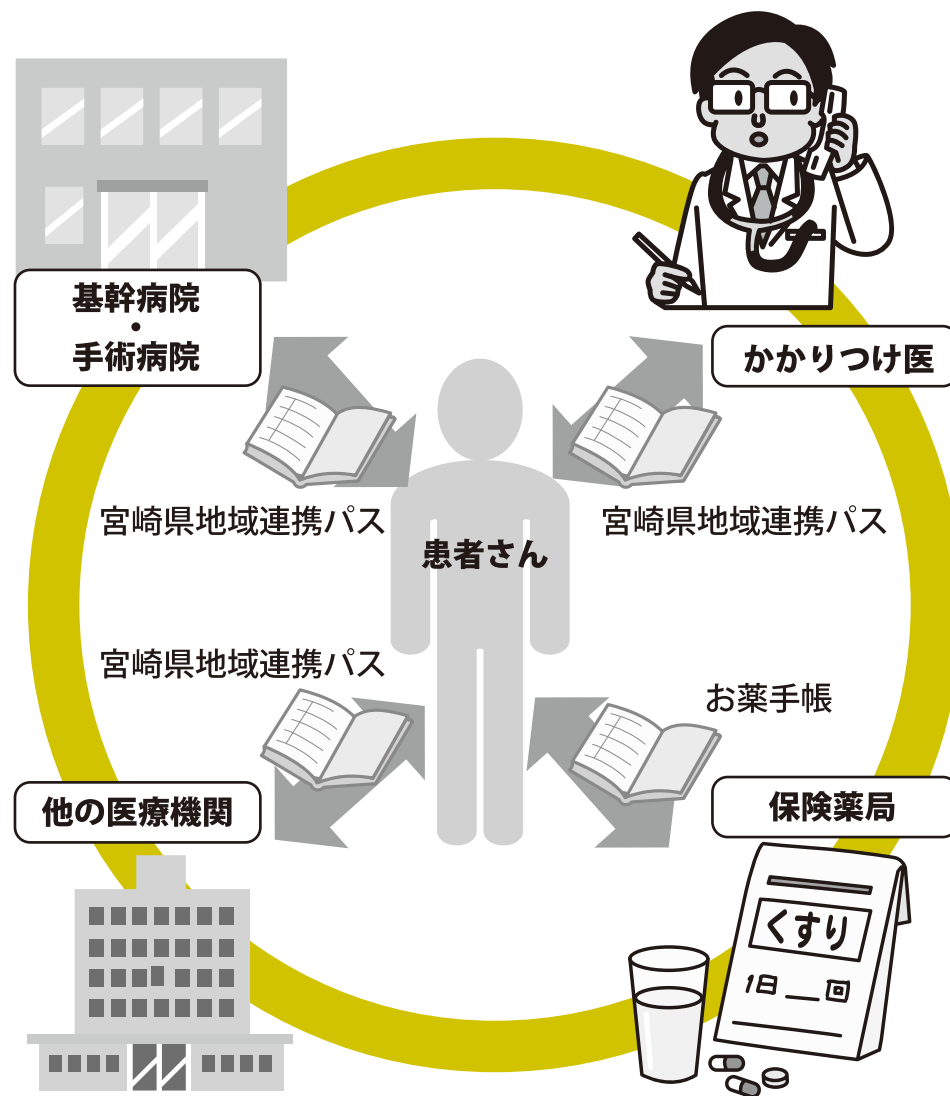 基幹病院
・
手術病院
かかりつけ医
宮崎県地域連携パス
宮崎県地域連携パス
患者さん
宮崎県地域連携パス
お薬手帳
他の医療機関
保険薬局
くすり
1日__回